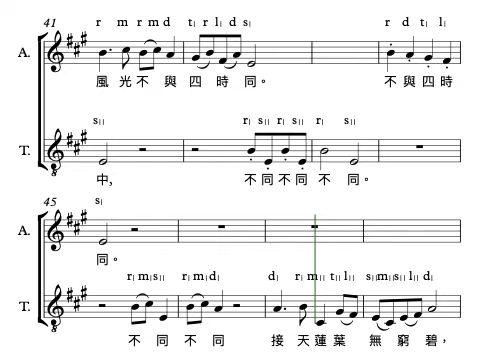 41 r m r m d t| r l| d s| r d t| l|
A. 風 光 不 與 四 時 同。 不 與 四 時
s|| r| s|| r| s|| r| s||
T. 中, 不 同 不 同 不 同。
45 s|
A. 同。
r| m| s|| r| m| d| d| r| m|| t|| l|| s|| m|| s|| l|| d|
T. 不 同 不 同 接 天 蓮 葉 無 窮 碧,